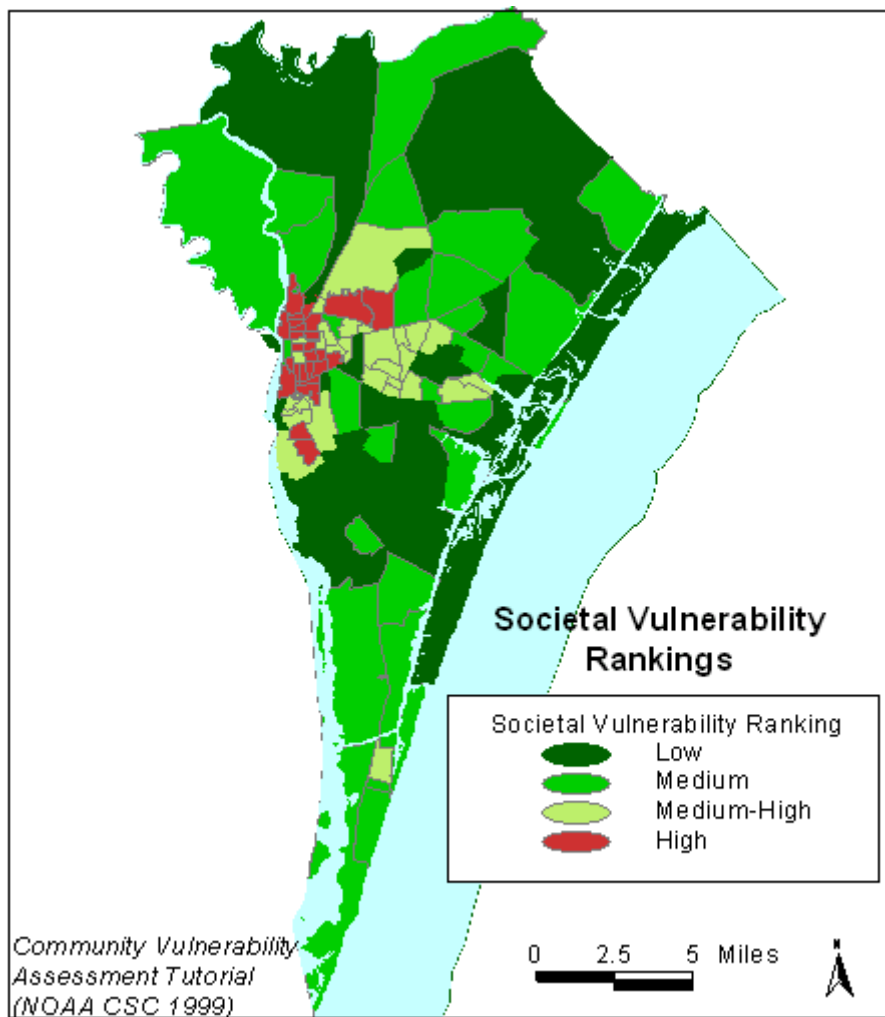 Societal Vulnerability
Rankings
Societal Vulnerability Ranking
Low
Medium
Medium-High
High
Community Vulnerability
Assessment Tutorial
(NOAA CSC 1999)
0 2.5 5 Miles
N